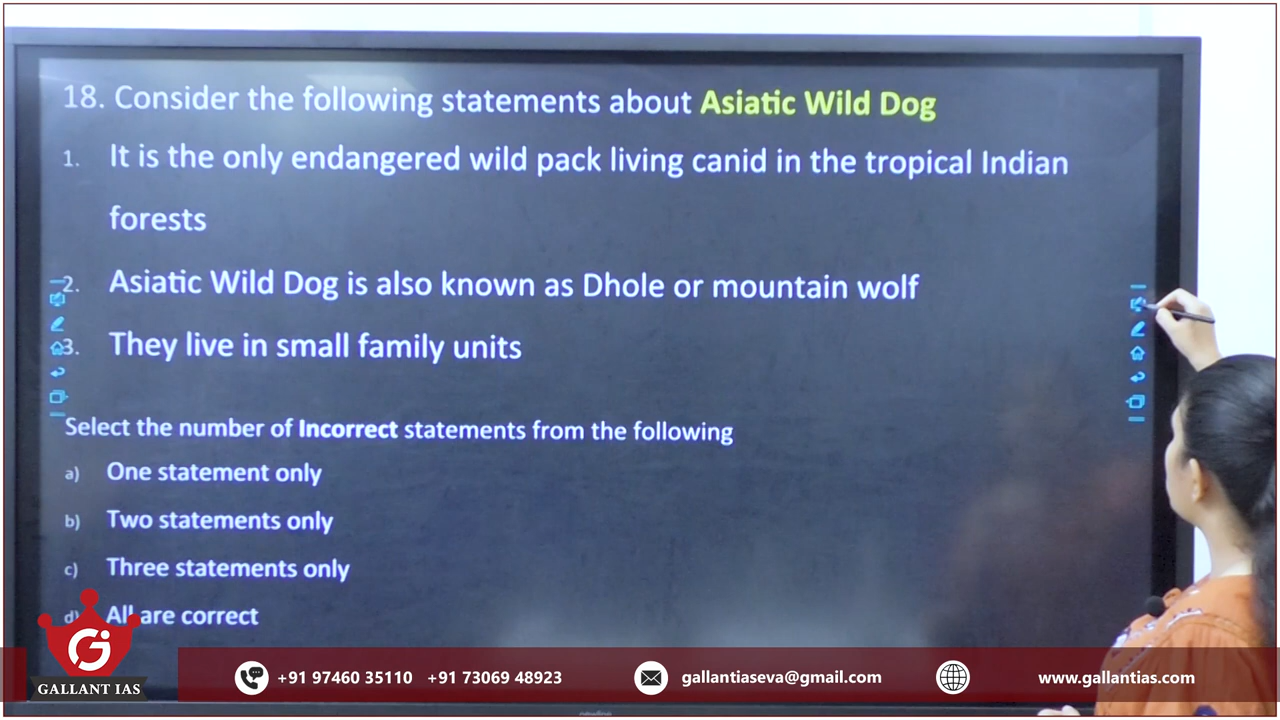 18. Consider the following statements about Asiatic Wild Dog
1. It is the only endangered wild pack living canid in the tropical Indian
forests
2. Asiatic Wild Dog is also known as Dhole or mountain wolf
3. They live in small family units
Select the number of Incorrect statements from the following
a) One statement only
b) Two statements only
c) Three statements only
d) All are correct
Gi
GALLANT IAS
+91 97460 35110 +91 73069 48923
gallantiaseva@gmail.com
www.gallantias.com